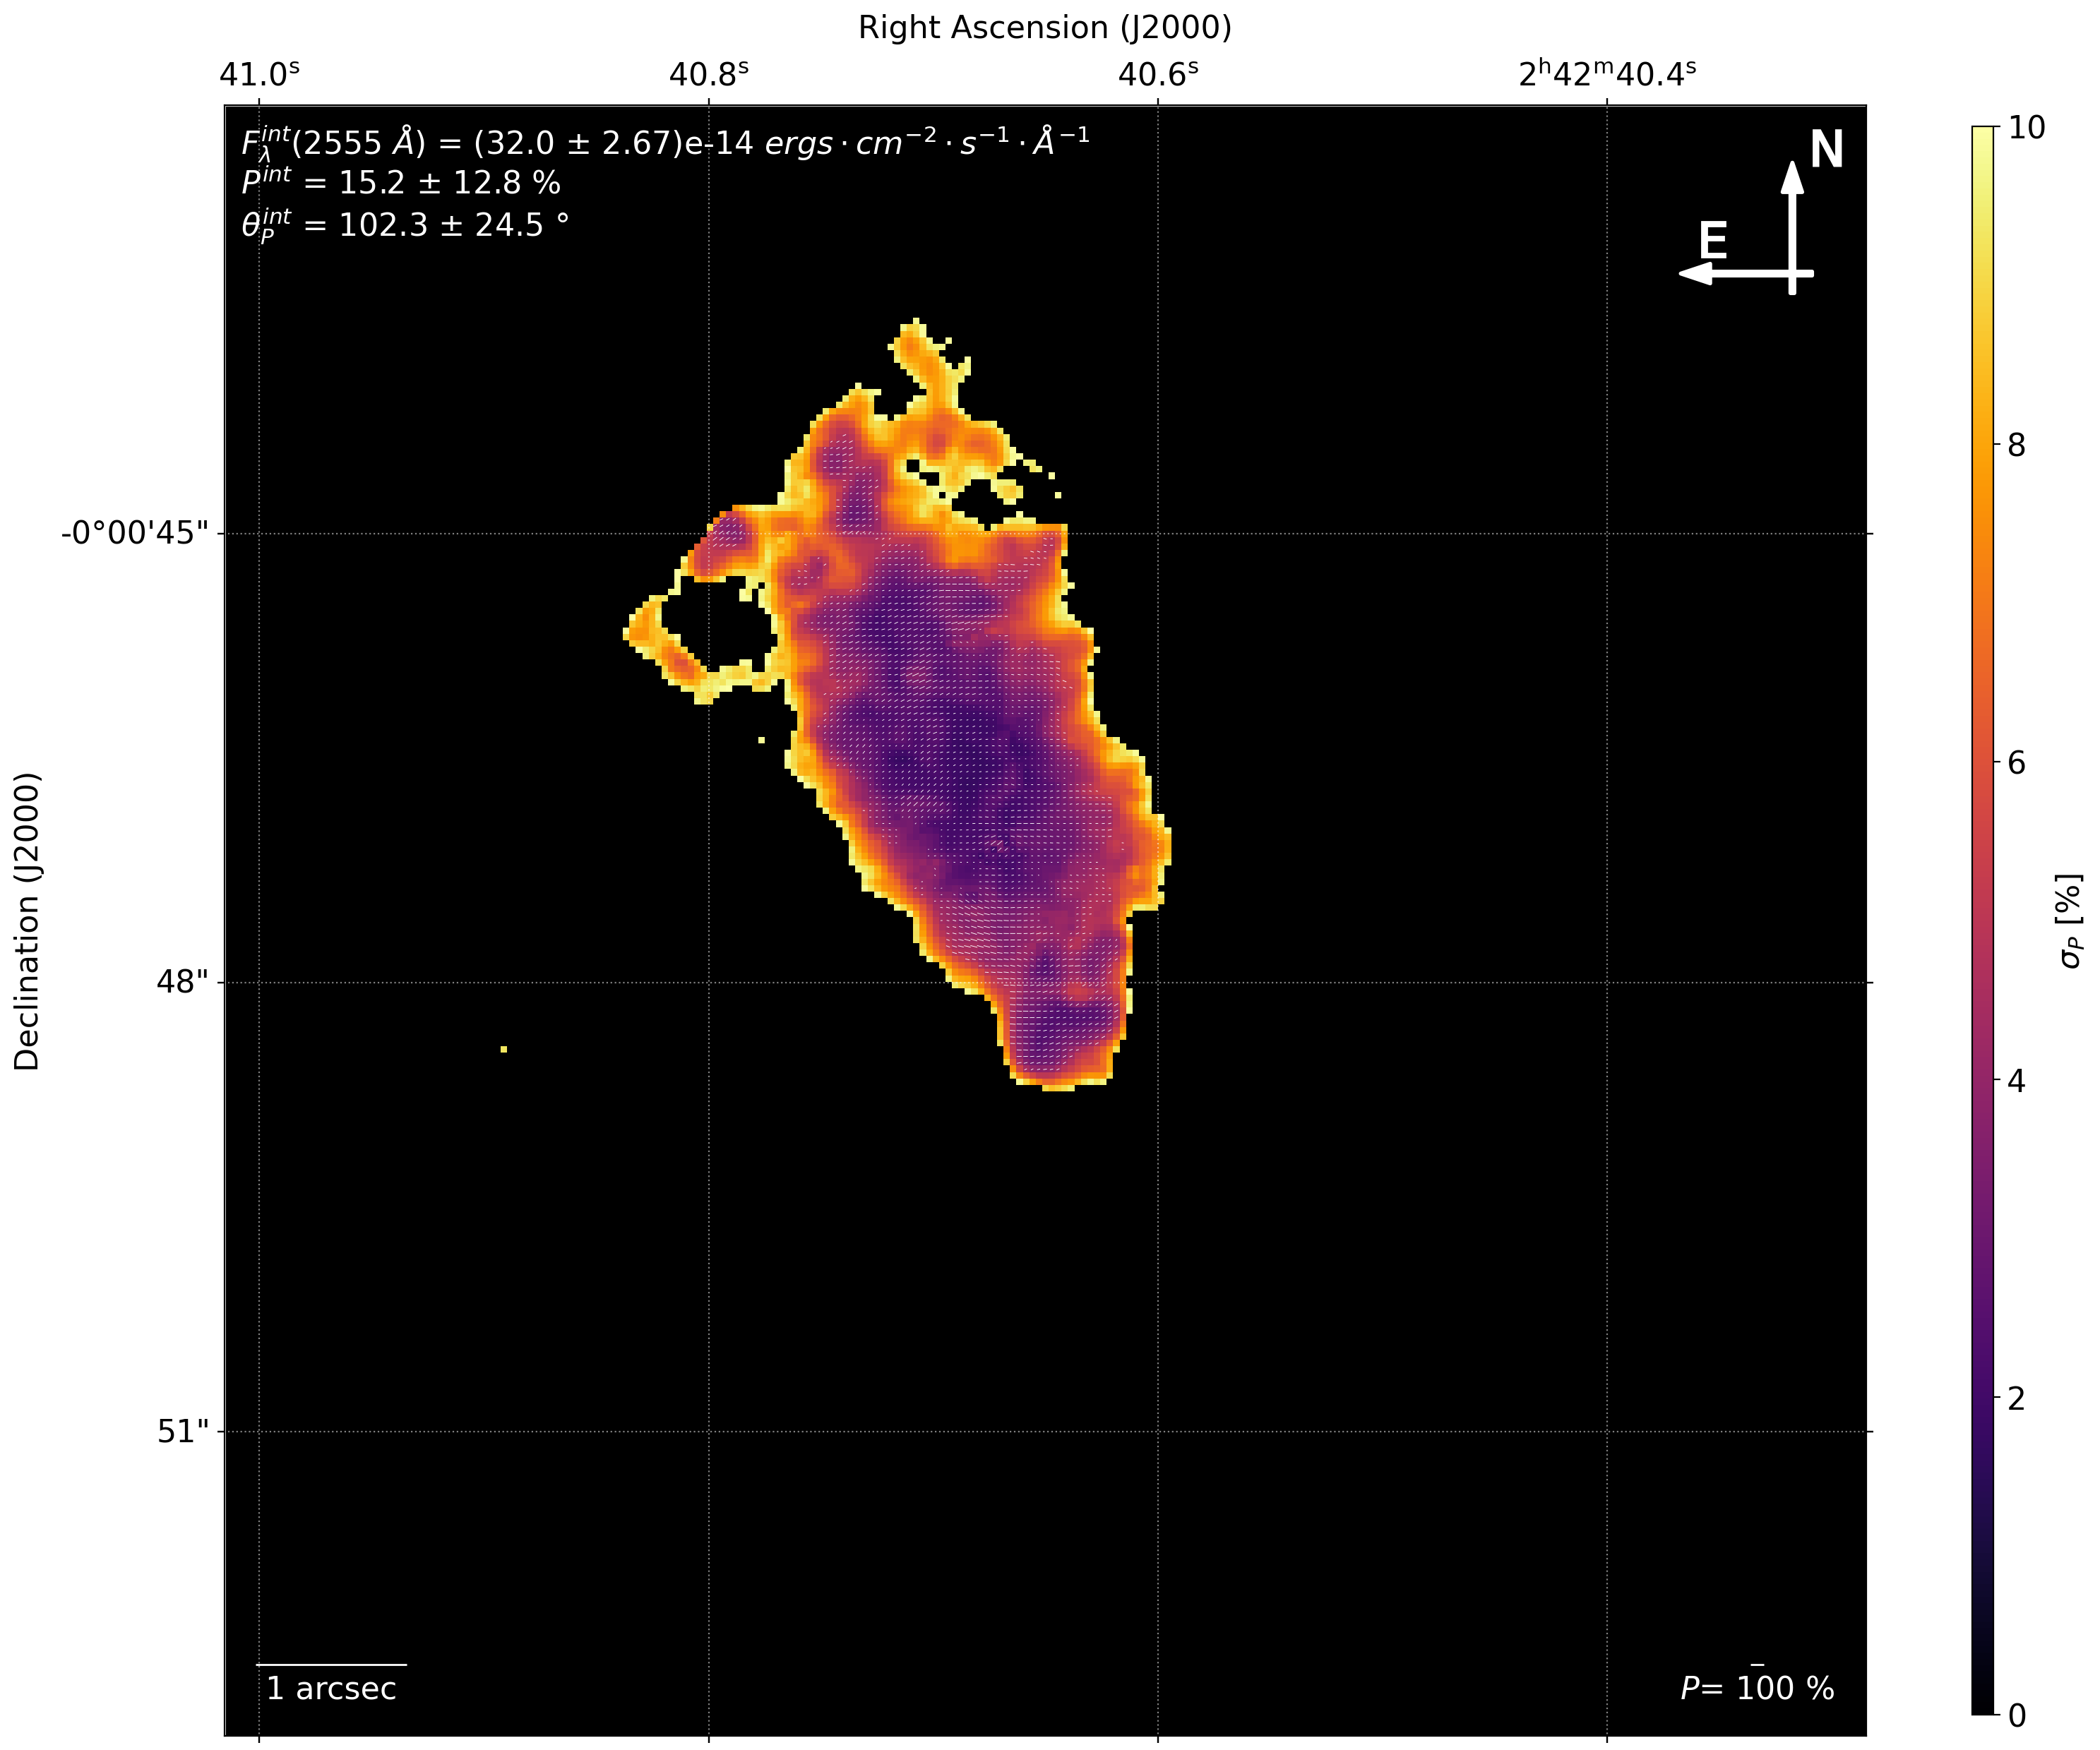 Right Ascension (J2000)
41.0ˢ 40.8ˢ 40.6ˢ 2ʰ42ᵐ40.4ˢ
F_λ^int(2555 Å) = (32.0 ± 2.67)e-14 ergs · cm⁻² · s⁻¹ · Å⁻¹
P^int = 15.2 ± 12.8 %
θ_P^int = 102.3 ± 24.5 °
N
E
-0°00'45"
48"
51"
Declination (J2000)
1 arcsec
P= 100 %
10
8
6
4
2
0
σ_P [%]